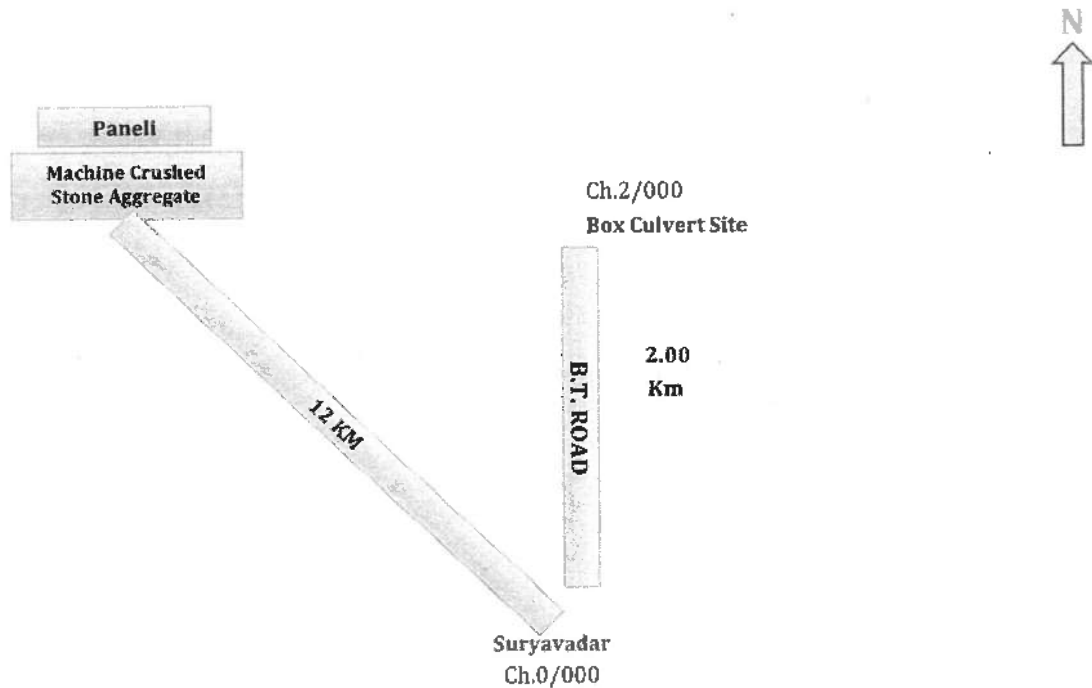 N
Paneli
Machine Crushed
Stone Aggregate
Ch.2/000
Box Culvert Site
2.00
Km
B.T. ROAD
12 KM
Suryavadar
Ch.0/000